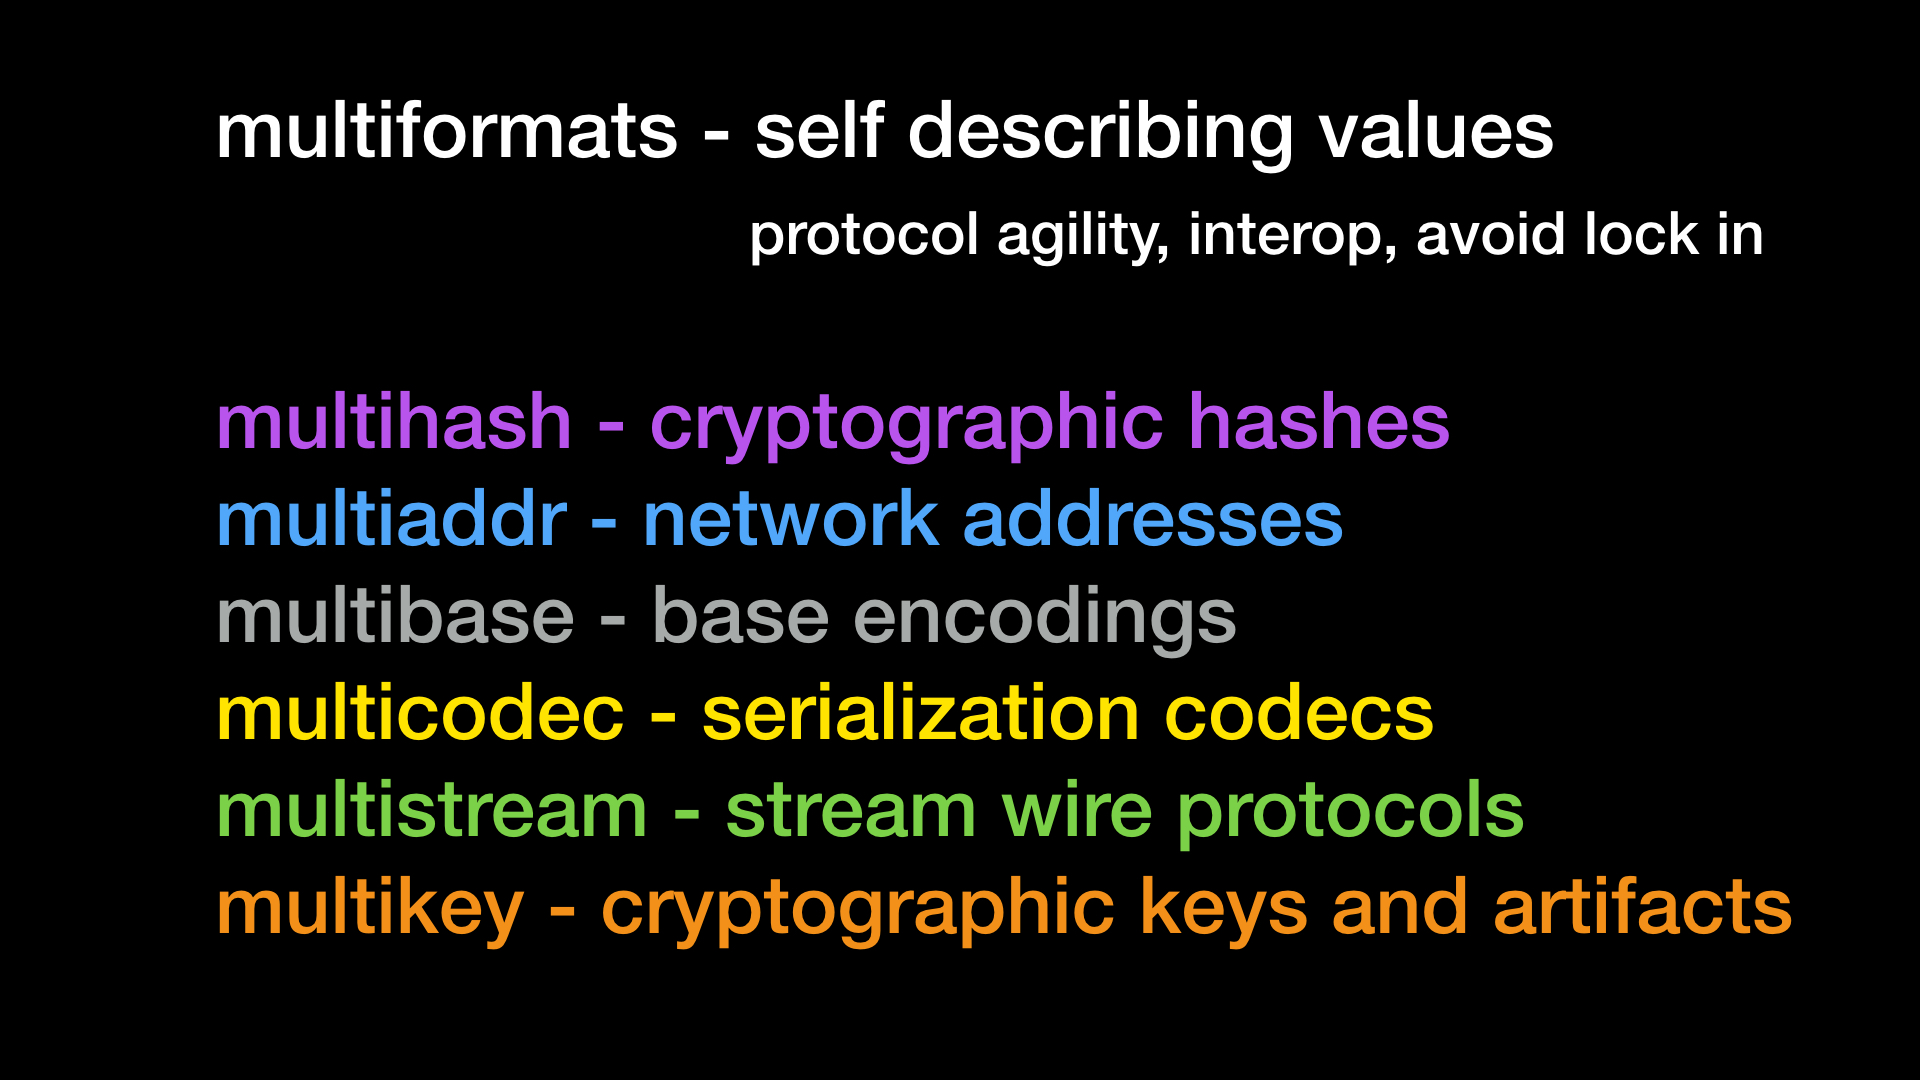 multiformats - self describing values
protocol agility, interop, avoid lock in
multihash - cryptographic hashes
multiaddr - network addresses
multibase - base encodings
multicodec - serialization codecs
multistream - stream wire protocols
multikey - cryptographic keys and artifacts